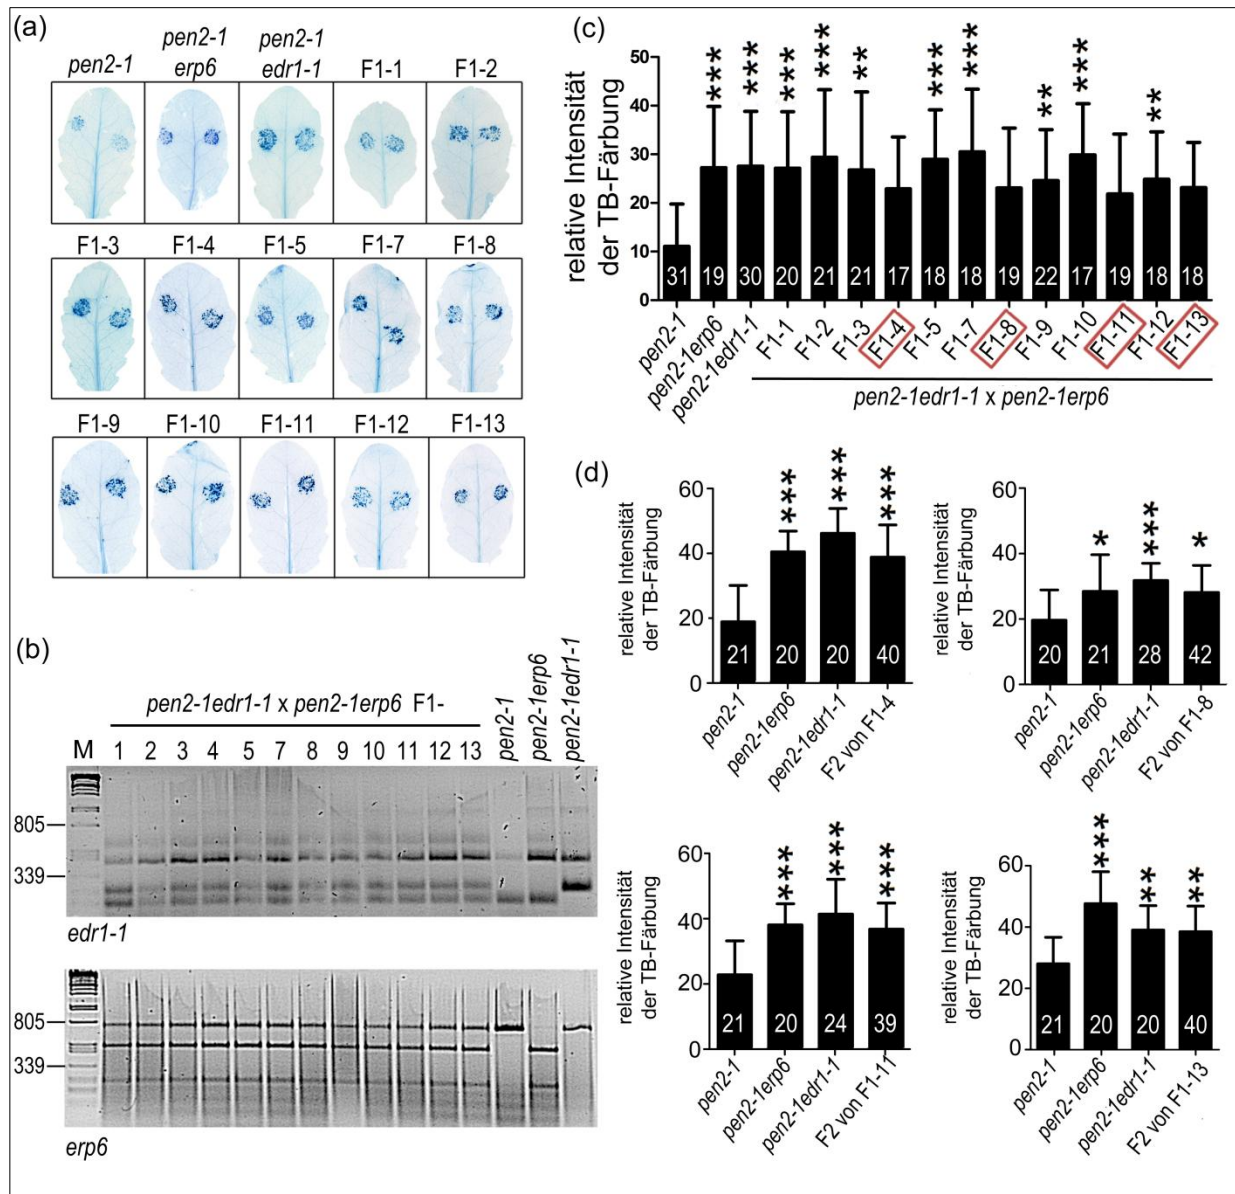 (a)
pen2-1
pen2-1 erp6
pen2-1 edr1-1
F1-1
F1-2
F1-3
F1-4
F1-5
F1-7
F1-8
F1-9
F1-10
F1-11
F1-12
F1-13
(b)
pen2-1edr1-1 x pen2-1erp6 F1-
M 1 2 3 4 5 7 8 9 10 11 12 13 pen2-1 pen2-1erp6 pen2-1edr1-1
805
339
edr1-1
805
339
erp6
(c)
relative Intensität
der TB-Färbung
50
40
30
20
10
0
*** *** *** *** ** *** *** ** *** **
31 19 30 20 21 21 17 18 18 19 22 17 19 18 18
pen2-1
pen2-1erp6
pen2-1edr1-1
F1-1
F1-2
F1-3
F1-4
F1-5
F1-7
F1-8
F1-9
F1-10
F1-11
F1-12
F1-13
pen2-1edr1-1 x pen2-1erp6
(d)
relative Intensität
der TB-Färbung
60
40
20
0
*** *** ***
21 20 20 40
pen2-1
pen2-1erp6
pen2-1edr1-1
F2 von F1-4
relative Intensität
der TB-Färbung
60
40
20
0
* *** *
20 21 28 42
pen2-1
pen2-1erp6
pen2-1edr1-1
F2 von F1-8
relative Intensität
der TB-Färbung
60
40
20
0
*** *** ***
21 20 24 39
pen2-1
pen2-1erp6
pen2-1edr1-1
F2 von F1-11
relative Intensität
der TB-Färbung
60
40
20
0
*** ** **
21 20 20 40
pen2-1
pen2-1erp6
pen2-1edr1-1
F2 von F1-13